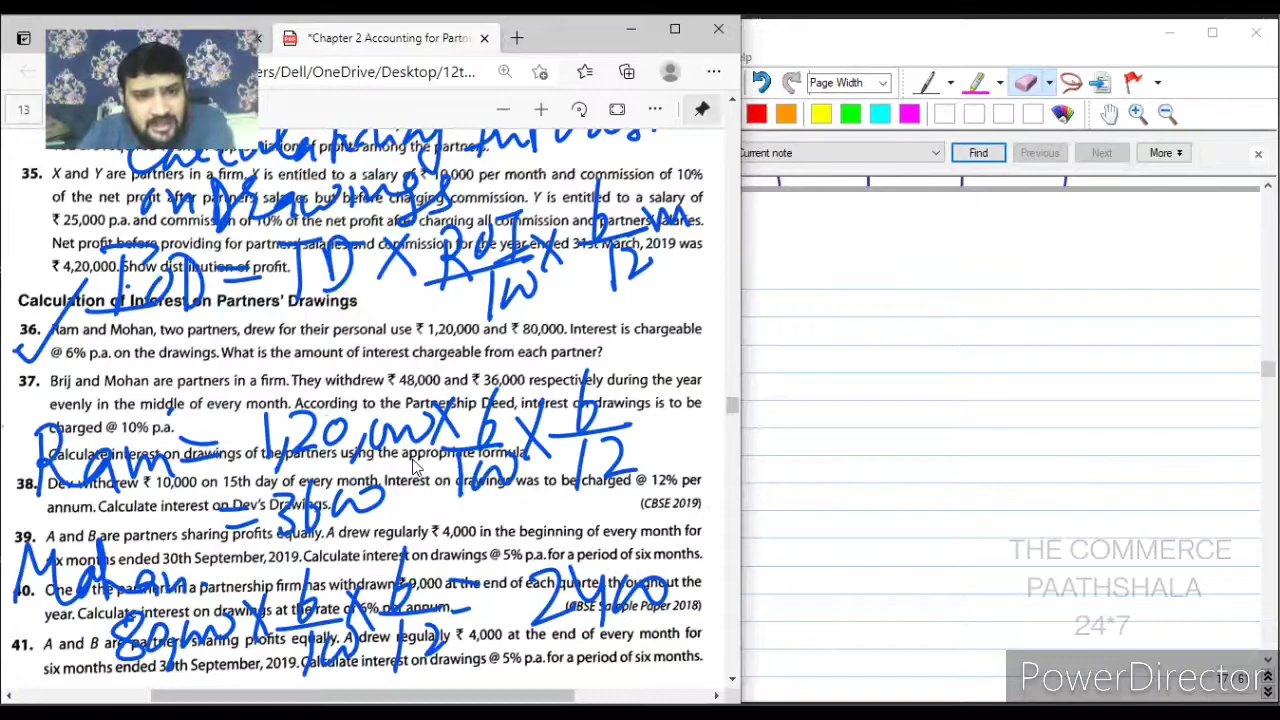 *Chapter 2 Accounting for Partn
ers/Dell/OneDrive/Desktop/12t...
13
elp
Page Width
Current note
Find
Previous
Next
More
of profits among the partners.
Calculating
on Drawings
35. X and Y are partners in a firm. X is entitled to a salary of ₹ 10,000 per month and commission of 10%
of the net profit after partners' salaries but before charging commission. Y is entitled to a salary of
₹ 25,000 p.a. and commission of 10% of the net profit after charging all commission and partners' salaries.
Net profit before providing for partners' salaries and commission for the year ended 31st March, 2019 was
₹ 4,20,000. Show distribution of profit.
IOD = TD × ROI/100 × 6/12 m
Calculation of Interest on Partners' Drawings
36. Ram and Mohan, two partners, drew for their personal use ₹ 1,20,000 and ₹ 80,000. Interest is chargeable
@ 6% p.a. on the drawings. What is the amount of interest chargeable from each partner?
37. Brij and Mohan are partners in a firm. They withdrew ₹ 48,000 and ₹ 36,000 respectively during the year
evenly in the middle of every month. According to the Partnership Deed, interest on drawings is to be
charged @ 10% p.a.
Calculate interest on drawings of the partners using the appropriate formula.
Ram = 1,20,000 × 6/100 × 6/12
= 3600
38. Dev withdrew ₹ 10,000 on 15th day of every month. Interest on drawings was to be charged @ 12% per
annum. Calculate interest on Dev's Drawings. (CBSE 2019)
39. A and B are partners sharing profits equally. A drew regularly ₹ 4,000 in the beginning of every month for
six months ended 30th September, 2019. Calculate interest on drawings @ 5% p.a. for a period of six months.
Mohan
40. One of the partners in a partnership firm has withdrawn ₹ 9,000 at the end of each quarter, throughout the
year. Calculate interest on drawings at the rate of 6% per annum. (CBSE Sample Paper 2018)
80,000 × 6/100 × 6/12 = 2400
41. A and B are partners sharing profits equally. A drew regularly ₹ 4,000 at the end of every month for
six months ended 30th September, 2019. Calculate interest on drawings @ 5% p.a. for a period of six months.
THE COMMERCE
PAATHSHALA
24*7
PowerDirector